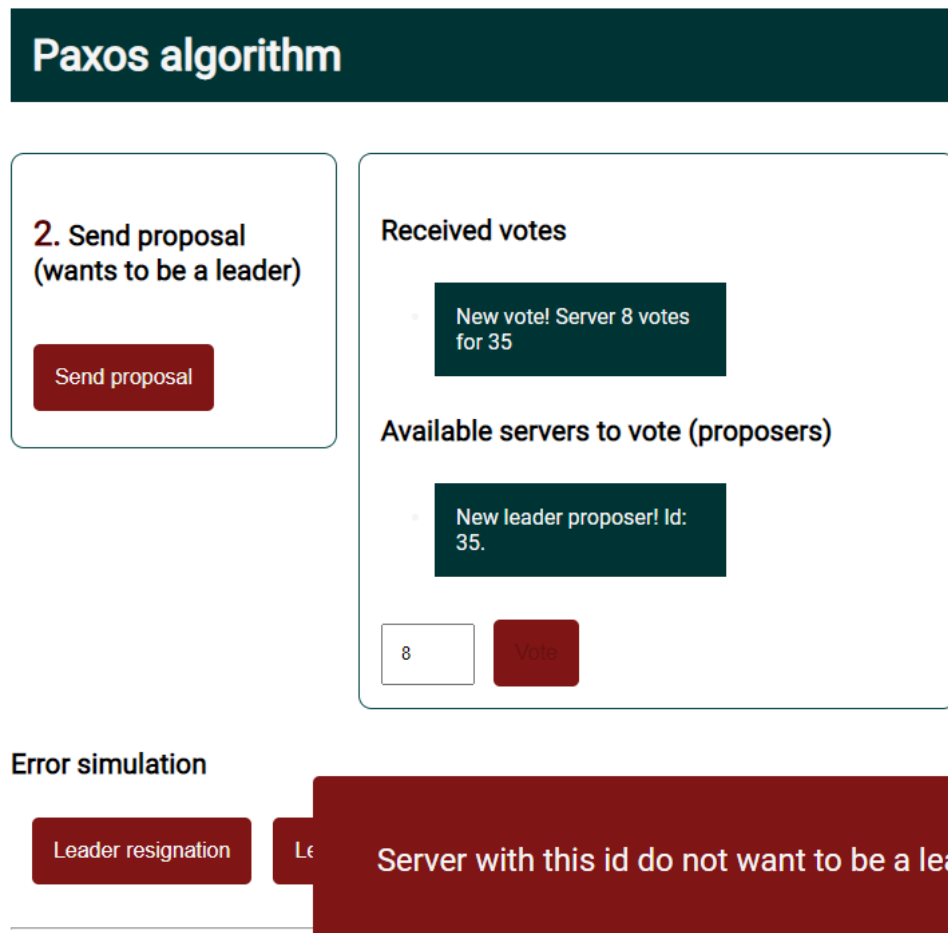 Paxos algorithm
2. Send proposal
(wants to be a leader)
Send proposal
Received votes
New vote! Server 8 votes
for 35
Available servers to vote (proposers)
New leader proposer! Id:
35.
8
Vote
Error simulation
Leader resignation
Server with this id do not want to be a